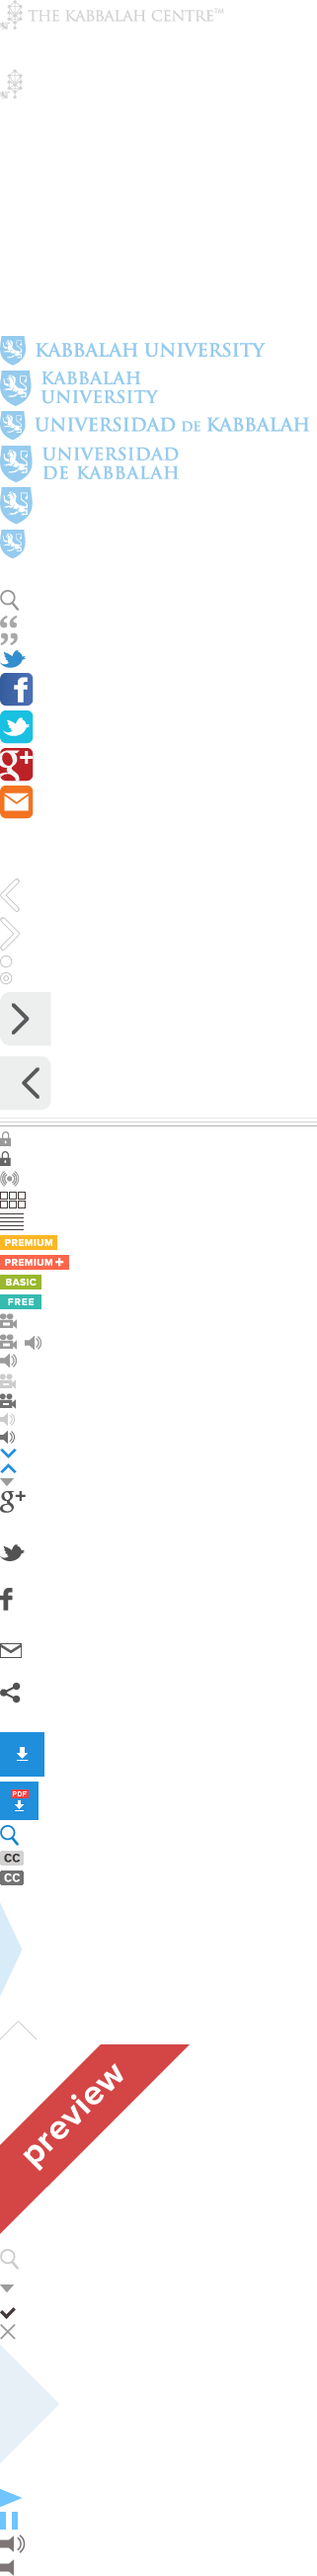 THE KABBALAH CENTRE™
KABBALAH UNIVERSITY
KABBALAH
UNIVERSITY
UNIVERSIDAD DE KABBALAH
UNIVERSIDAD
DE KABBALAH
“
”
f
g+
PREMIUM
PREMIUM +
BASIC
FREE
g+
f
PDF
CC
CC
preview